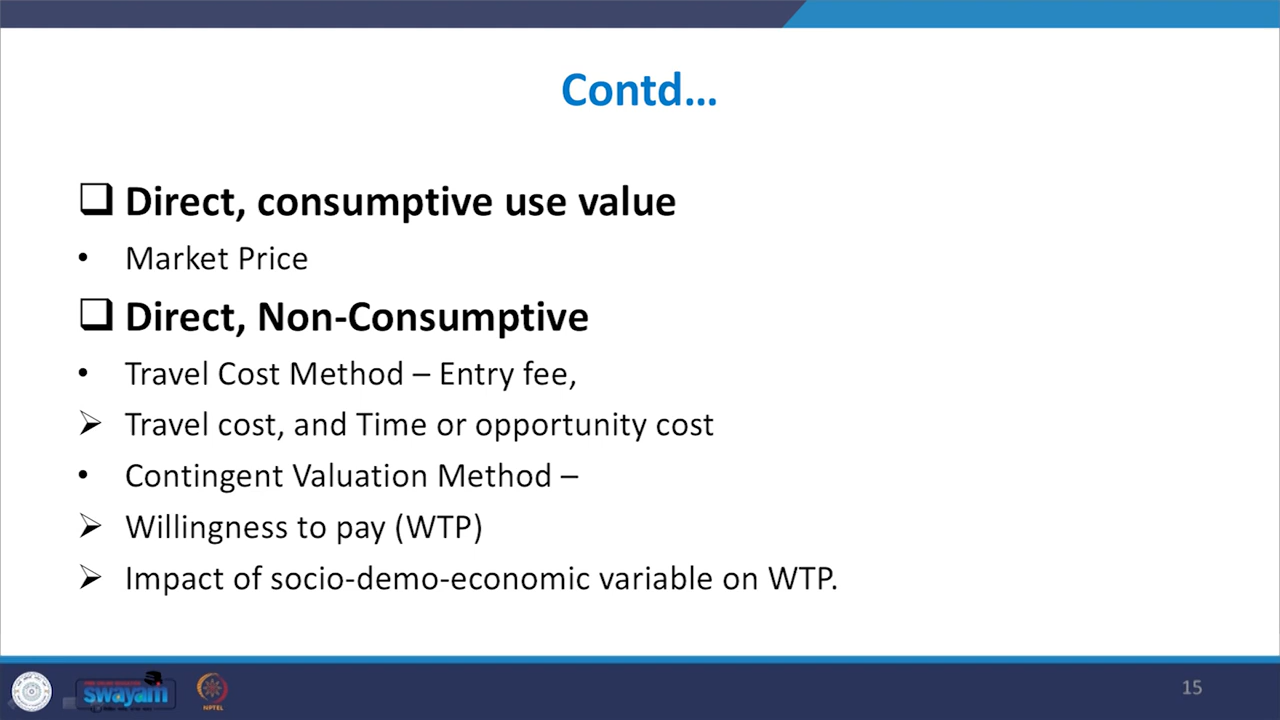 Contd...
Direct, consumptive use value
• Market Price
Direct, Non-Consumptive
• Travel Cost Method – Entry fee,
➢ Travel cost, and Time or opportunity cost
• Contingent Valuation Method –
➢ Willingness to pay (WTP)
➢ Impact of socio-demo-economic variable on WTP.
swayam
NPTEL
15